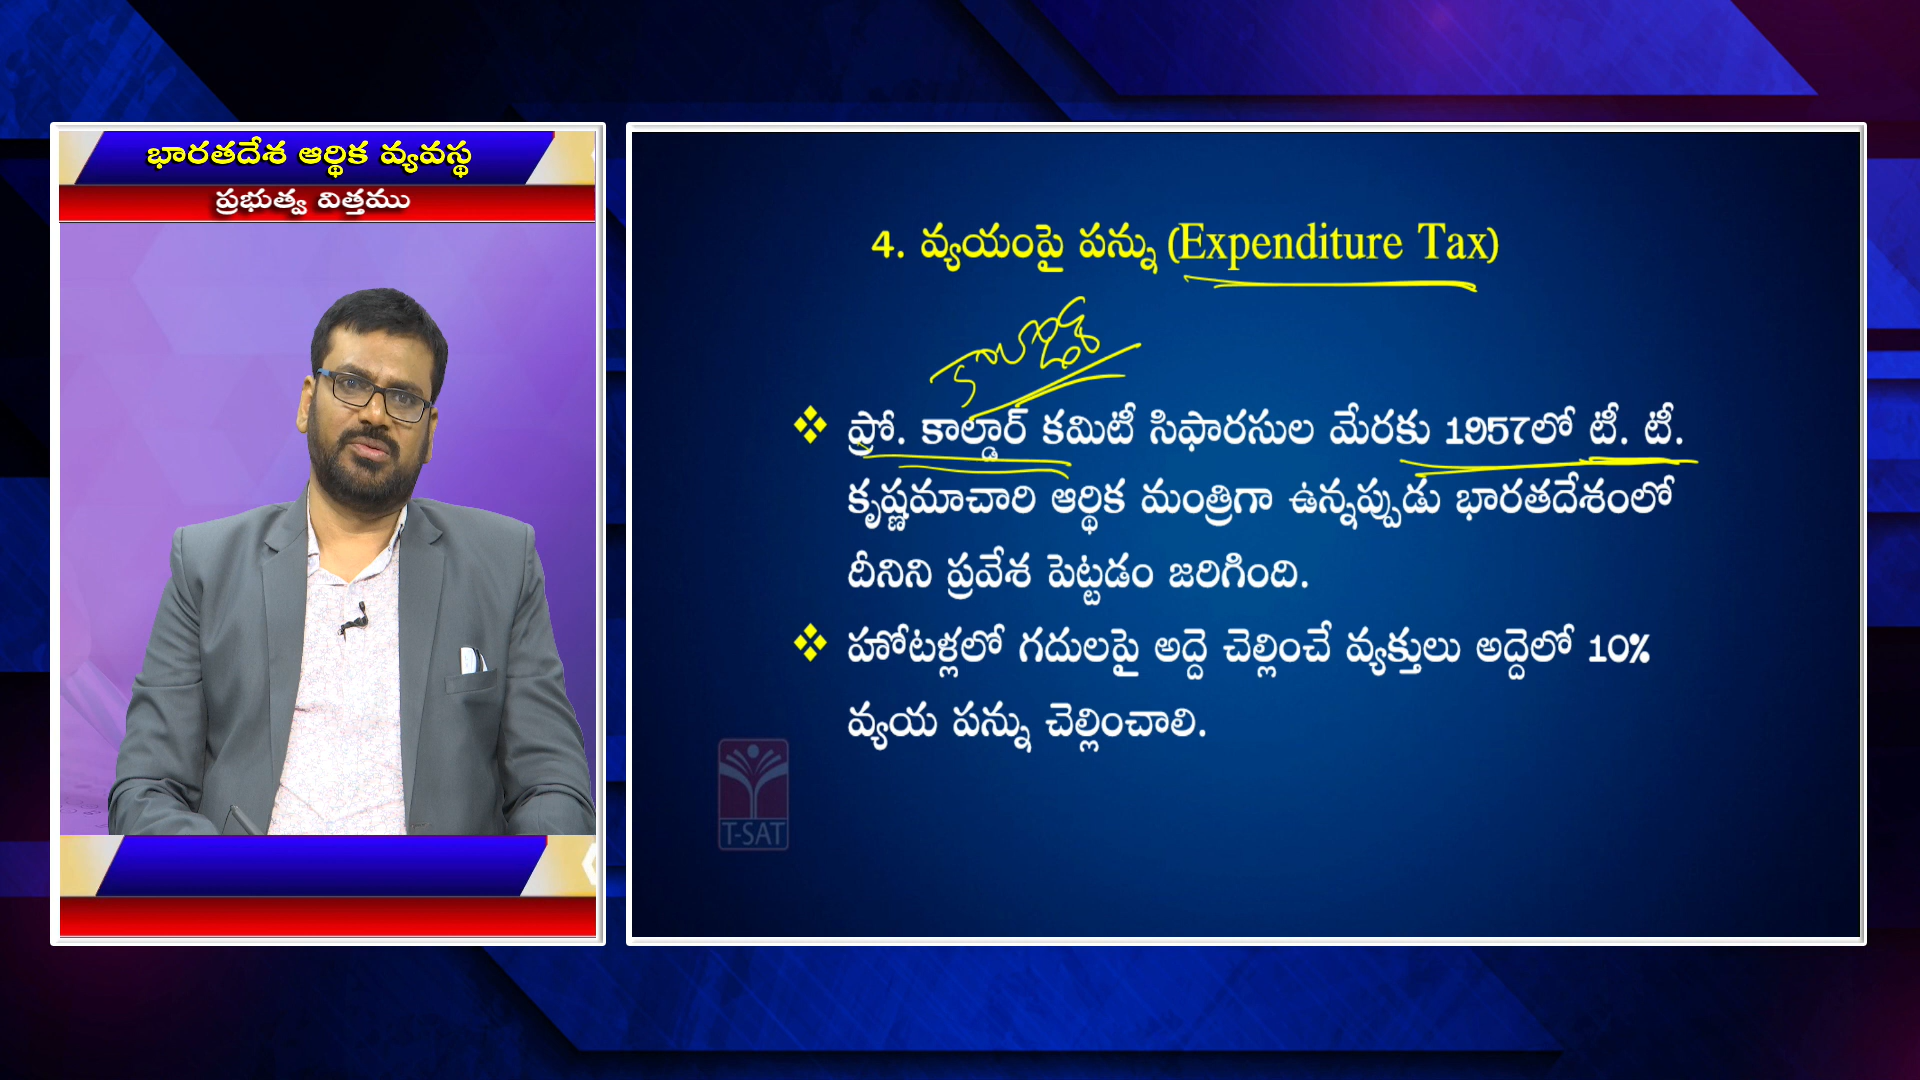 భారతదేశ ఆర్థిక వ్యవస్థ
ప్రభుత్వ విత్తము
4. వ్యయంపై పన్ను (Expenditure Tax)
ప్రో. కాల్డార్ కమిటీ సిఫారసుల మేరకు 1957లో టీ. టీ.
కృష్ణమాచారి ఆర్థిక మంత్రిగా ఉన్నప్పుడు భారతదేశంలో
దీనిని ప్రవేశ పెట్టడం జరిగింది.
హోటళ్లలో గదులపై అద్దె చెల్లించే వ్యక్తులు అద్దెలో 10%
వ్యయ పన్ను చెల్లించాలి.
T-SAT